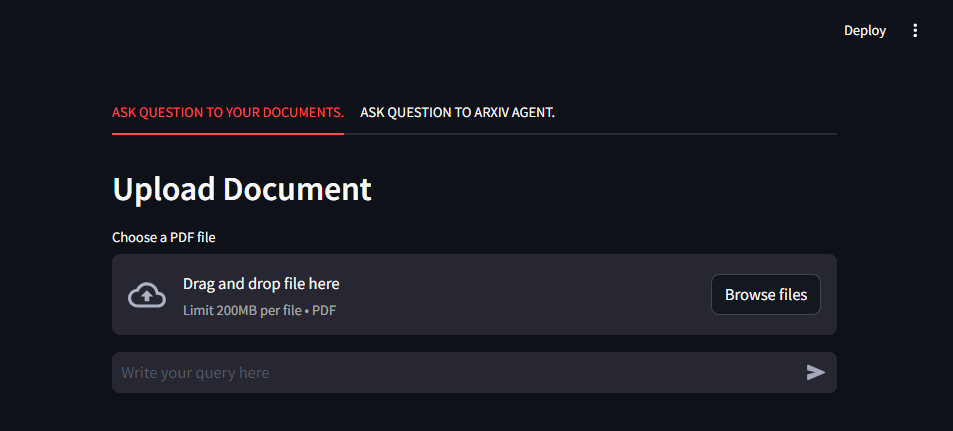 Deploy
ASK QUESTION TO YOUR DOCUMENTS. ASK QUESTION TO ARXIV AGENT.
Upload Document
Choose a PDF file
Drag and drop file here
Limit 200MB per file • PDF
Browse files
Write your query here